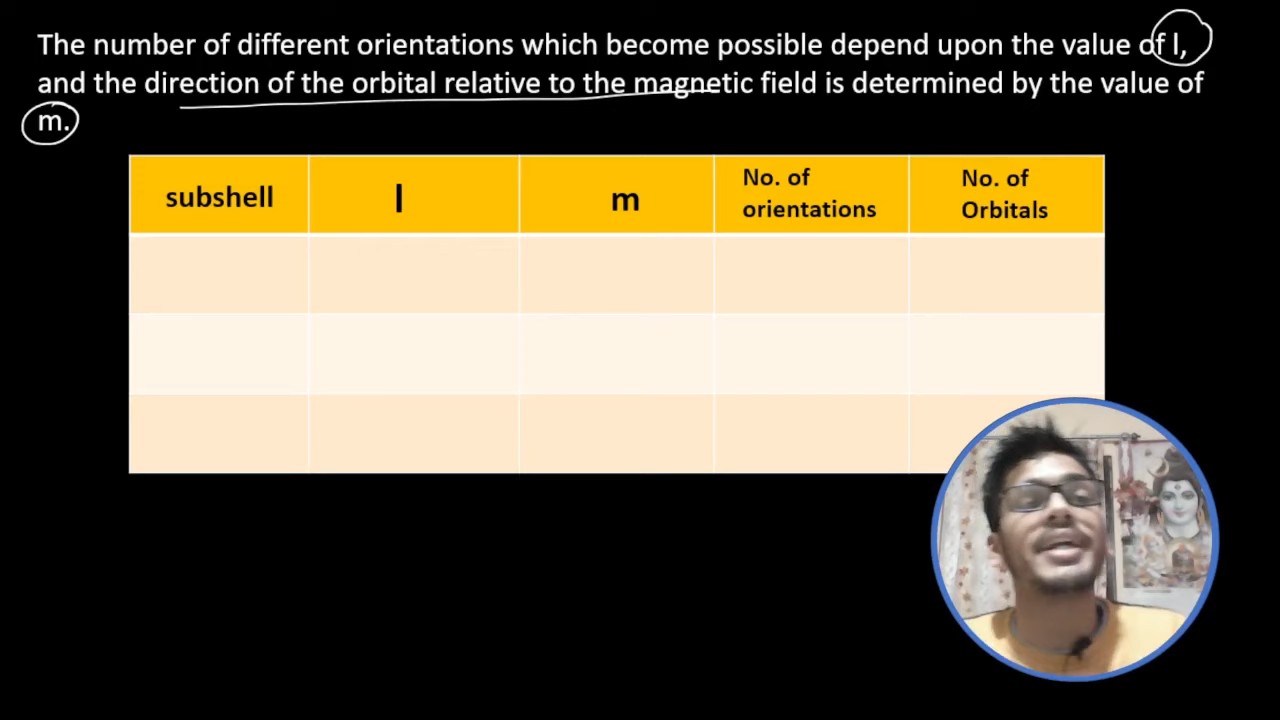 The number of different orientations which become possible depend upon the value of l,
and the direction of the orbital relative to the magnetic field is determined by the value of
m.
subshell l m No. of orientations No. of Orbitals